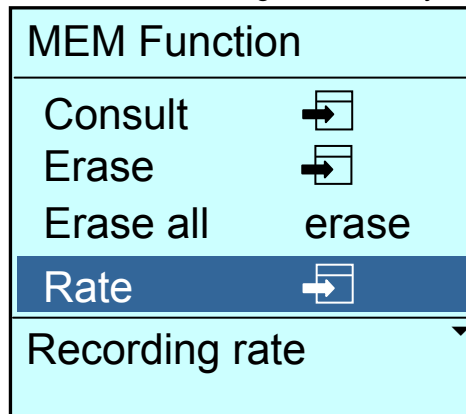 MEM Function
Consult
Erase
Erase all erase
Rate
Recording rate